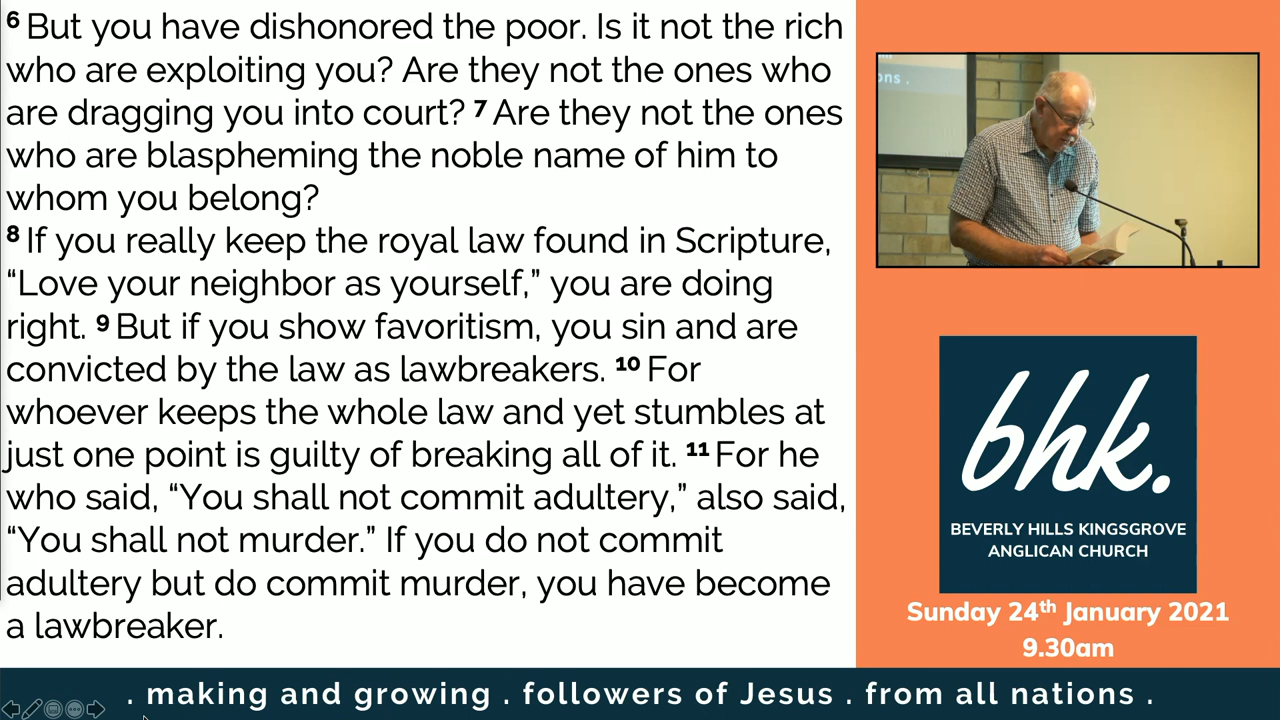 ⁶ But you have dishonored the poor. Is it not the rich
who are exploiting you? Are they not the ones who
are dragging you into court? ⁷ Are they not the ones
who are blaspheming the noble name of him to
whom you belong?
⁸ If you really keep the royal law found in Scripture,
“Love your neighbor as yourself,” you are doing
right. ⁹ But if you show favoritism, you sin and are
convicted by the law as lawbreakers. ¹⁰ For
whoever keeps the whole law and yet stumbles at
just one point is guilty of breaking all of it. ¹¹ For he
who said, “You shall not commit adultery,” also said,
“You shall not murder.” If you do not commit
adultery but do commit murder, you have become
a lawbreaker.
ons .
bhk.
BEVERLY HILLS KINGSGROVE
ANGLICAN CHURCH
Sunday 24th January 2021
9.30am
. making and growing . followers of Jesus . from all nations .